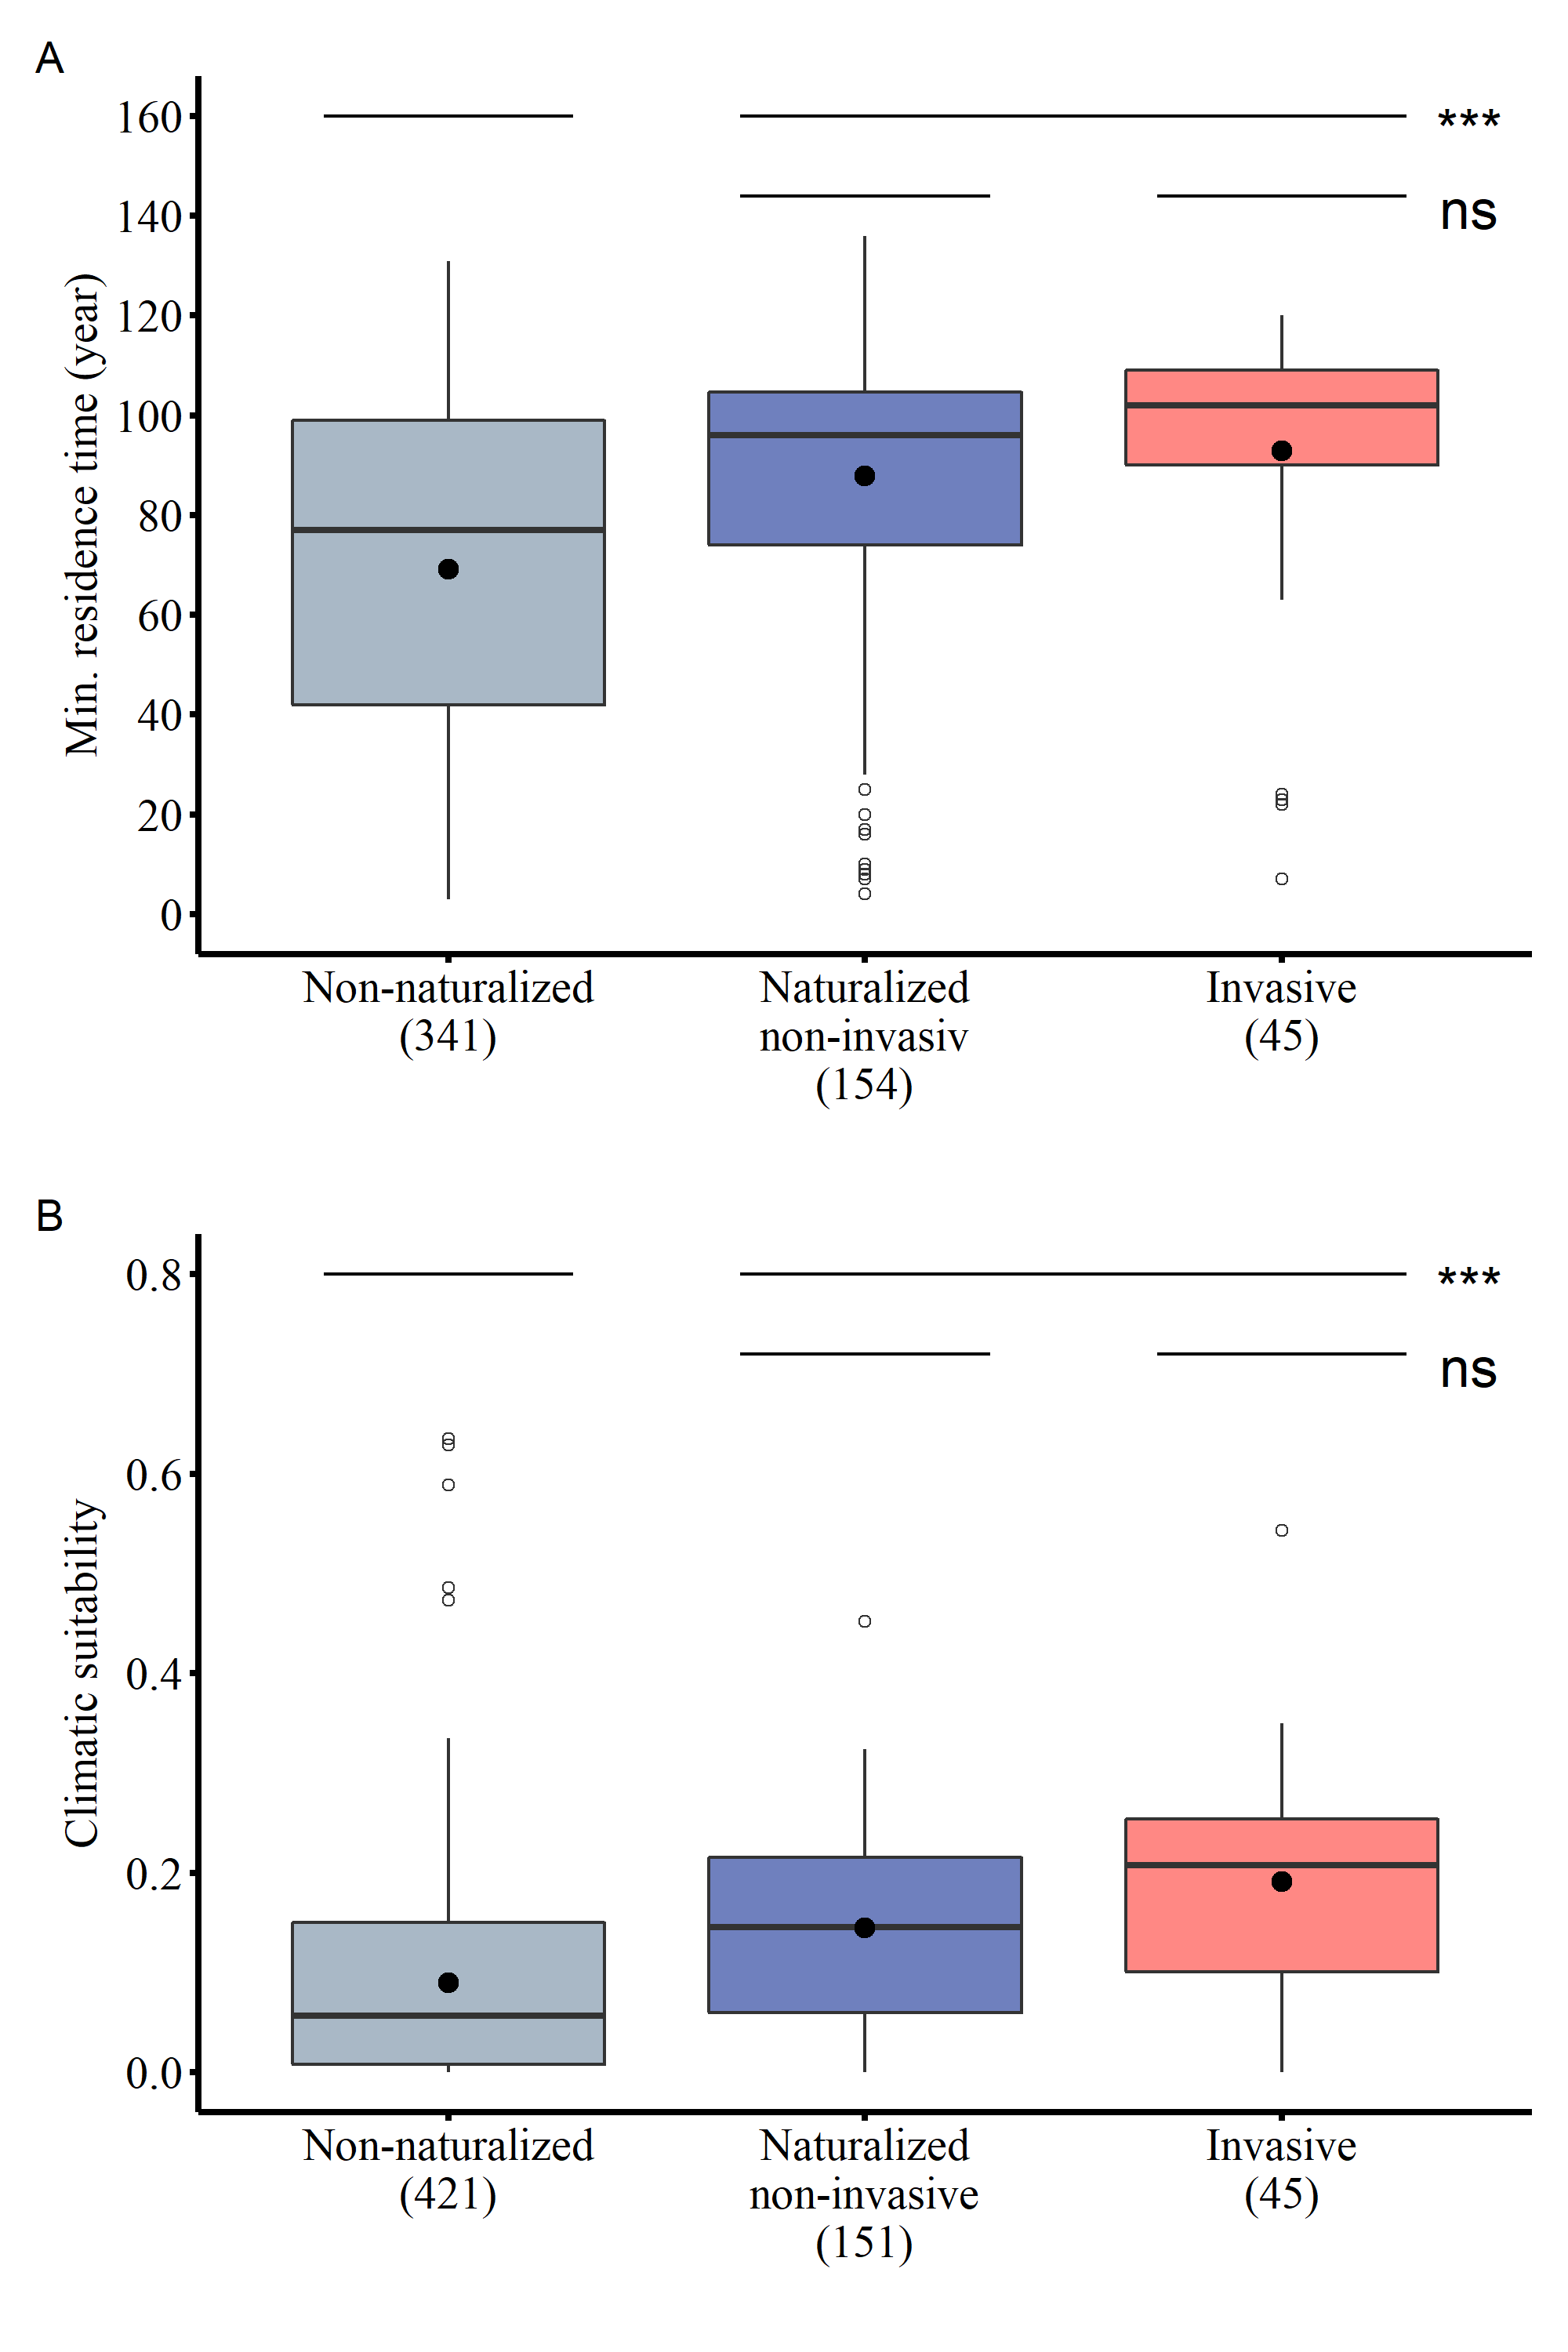 A
160
140
120
100
80
60
40
20
0
Min. residence time (year)
***
ns
Non-naturalized
(341)
Naturalized
non-invasiv
(154)
Invasive
(45)
B
0.8
0.6
0.4
0.2
0.0
Climatic suitability
***
ns
Non-naturalized
(421)
Naturalized
non-invasive
(151)
Invasive
(45)